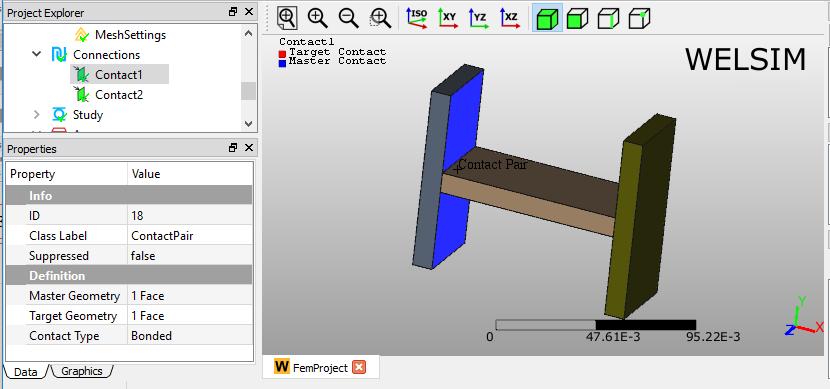 Project Explorer
MeshSettings
Connections
Contact1
Contact2
Study
Properties
Property Value
Info
ID 18
Class Label ContactPair
Suppressed false
Definition
Master Geometry 1 Face
Target Geometry 1 Face
Contact Type Bonded
Data Graphics
ISO XY YZ XZ
Contact1
Target Contact
Master Contact
WELSIM
Contact Pair
0 47.61E-3 95.22E-3
Y
Z X
W FemProject